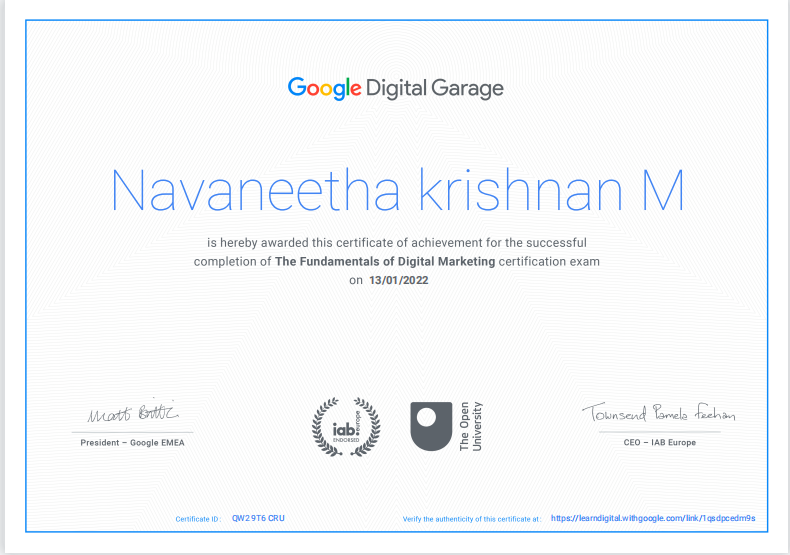 Google Digital Garage
Navaneetha krishnan M
is hereby awarded this certificate of achievement for the successful
completion of The Fundamentals of Digital Marketing certification exam
on 13/01/2022
Townsend Pamela Feehan
President – Google EMEA
iab.europe
ENDORSED
The Open
University
CEO – IAB Europe
Certificate ID : QW29T6 CRU
Verify the authenticity of this certificate at : https://learndigital.withgoogle.com/link/1qsdpcedm9s